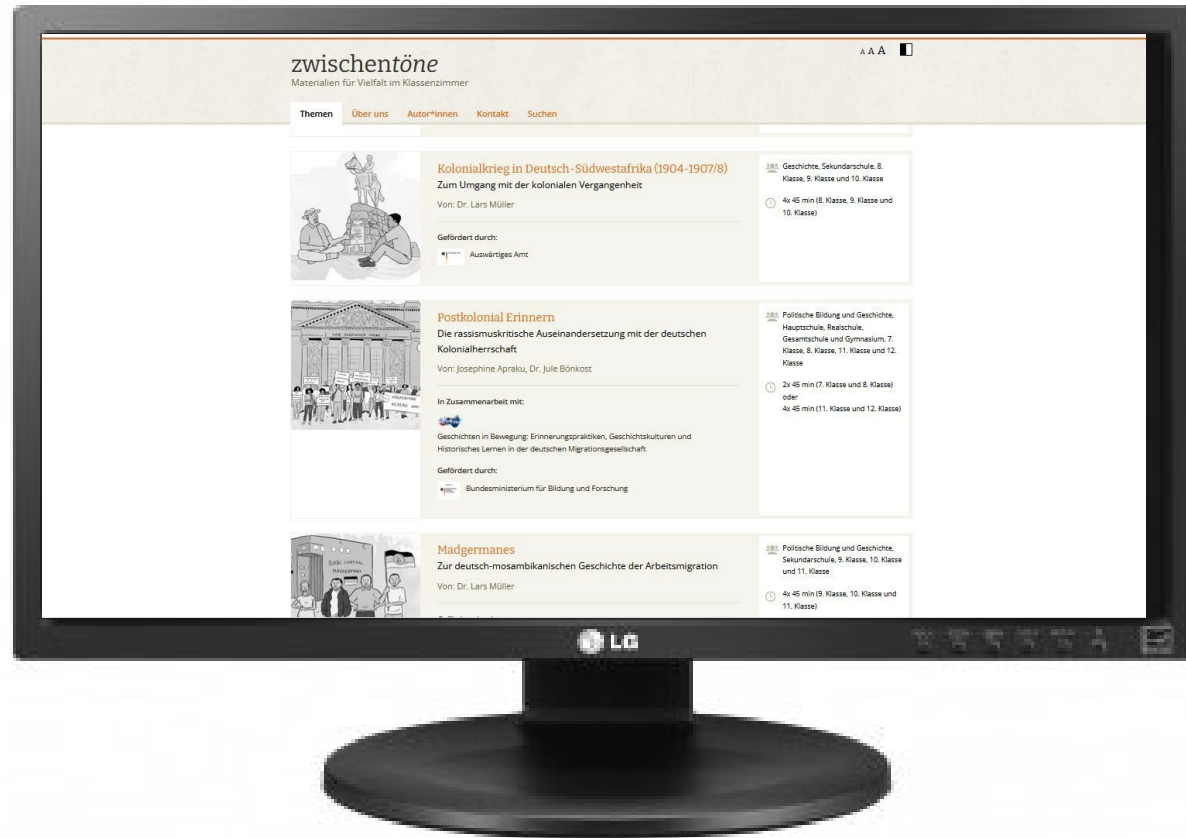 zwischentöne
Materialien für Vielfalt im Klassenzimmer
A A A
Themen Über uns Autor*innen Kontakt Suchen
Kolonialkrieg in Deutsch-Südwestafrika (1904-1907/8)
Zum Umgang mit der kolonialen Vergangenheit
Von: Dr. Lars Müller
Gefördert durch:
Auswärtiges Amt
Geschichte, Sekundarschule, 8.
Klasse, 9. Klasse und 10. Klasse
4x 45 min (8. Klasse, 9. Klasse und
10. Klasse)
Postkolonial Erinnern
Die rassismuskritische Auseinandersetzung mit der deutschen
Kolonialherrschaft
Von: Josephine Apraku, Dr. Jule Bönkost
In Zusammenarbeit mit:
Geschichten in Bewegung: Erinnerungspraktiken, Geschichtskulturen und
Historisches Lernen in der deutschen Migrationsgesellschaft
Gefördert durch:
Bundesministerium für Bildung und Forschung
Politische Bildung und Geschichte,
Hauptschule, Realschule,
Gesamtschule und Gymnasium, 7.
Klasse, 8. Klasse, 11. Klasse und 12.
Klasse
2x 45 min (7. Klasse und 8. Klasse)
oder
4x 45 min (11. Klasse und 12. Klasse)
Madgermanes
Zur deutsch-mosambikanischen Geschichte der Arbeitsmigration
Von: Dr. Lars Müller
Politische Bildung und Geschichte,
Sekundarschule, 9. Klasse, 10. Klasse
und 11. Klasse
4x 45 min (9. Klasse, 10. Klasse und
11. Klasse)
LG